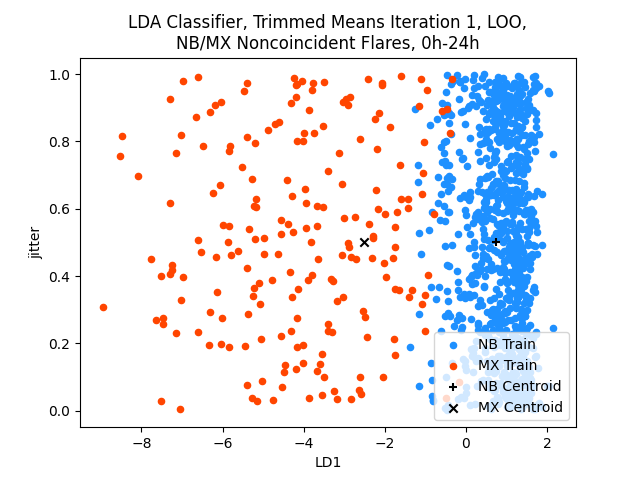 LDA Classifier, Trimmed Means Iteration 1, LOO,
NB/MX Noncoincident Flares, 0h-24h
1.0
0.8
0.6
0.4
0.2
0.0
jitter
−8
−6
−4
−2
0
2
LD1
NB Train
MX Train
NB Centroid
MX Centroid